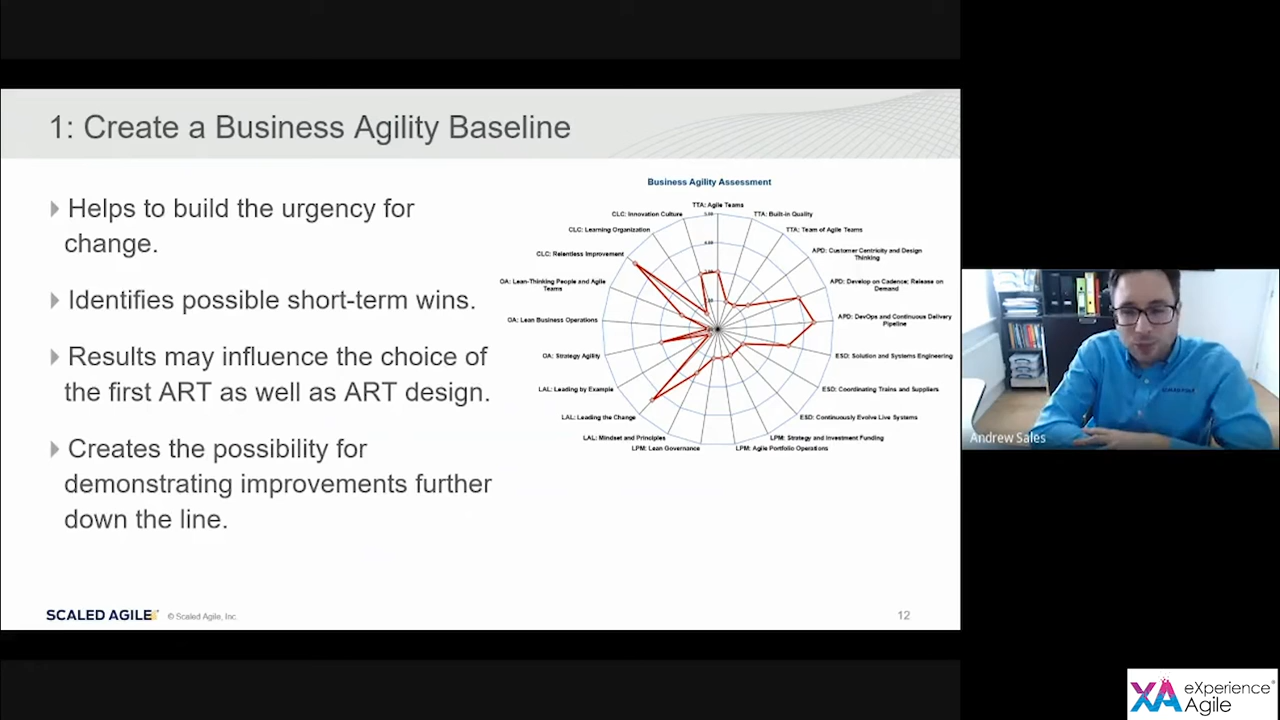 1: Create a Business Agility Baseline
Helps to build the urgency for
change.
Identifies possible short-term wins.
Results may influence the choice of
the first ART as well as ART design.
Creates the possibility for
demonstrating improvements further
down the line.
Business Agility Assessment
TTA: Agile Teams
TTA: Built-in Quality
TTA: Team of Agile Teams
APD: Customer Centricity and Design
Thinking
APD: Develop on Cadence; Release on
Demand
APD: DevOps and Continuous Delivery
Pipeline
ESD: Solution and Systems Engineering
ESD: Coordinating Trains and Suppliers
ESD: Continuously Evolve Live Systems
LPM: Strategy and Investment Funding
LPM: Agile Portfolio Operations
LPM: Lean Governance
LAL: Mindset and Principles
LAL: Leading the Change
LAL: Leading by Example
OA: Strategy Agility
OA: Lean Business Operations
OA: Lean-Thinking People and Agile
Teams
CLC: Relentless Improvement
CLC: Learning Organization
CLC: Innovation Culture
SCALED AGILE
© Scaled Agile, Inc.
12
Andrew Sales
XA eXperience
Agile